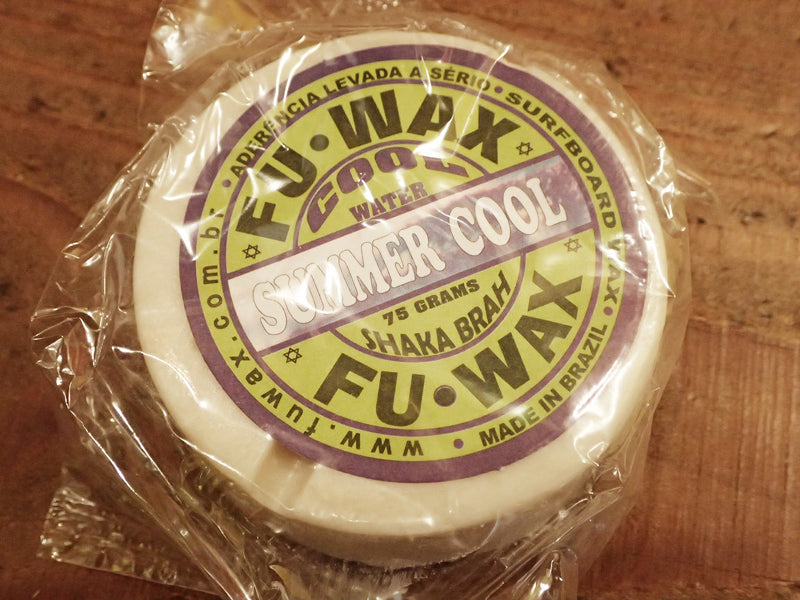 ADERÊNCIA LEVADA A SÉRIO • SURFBOARD WAX •
FU•WAX
COOL
WATER
SUMMER COOL
75 GRAMS
SHAKA BRAH
FU•WAX
MADE IN BRAZIL
www.fuwax.com.br